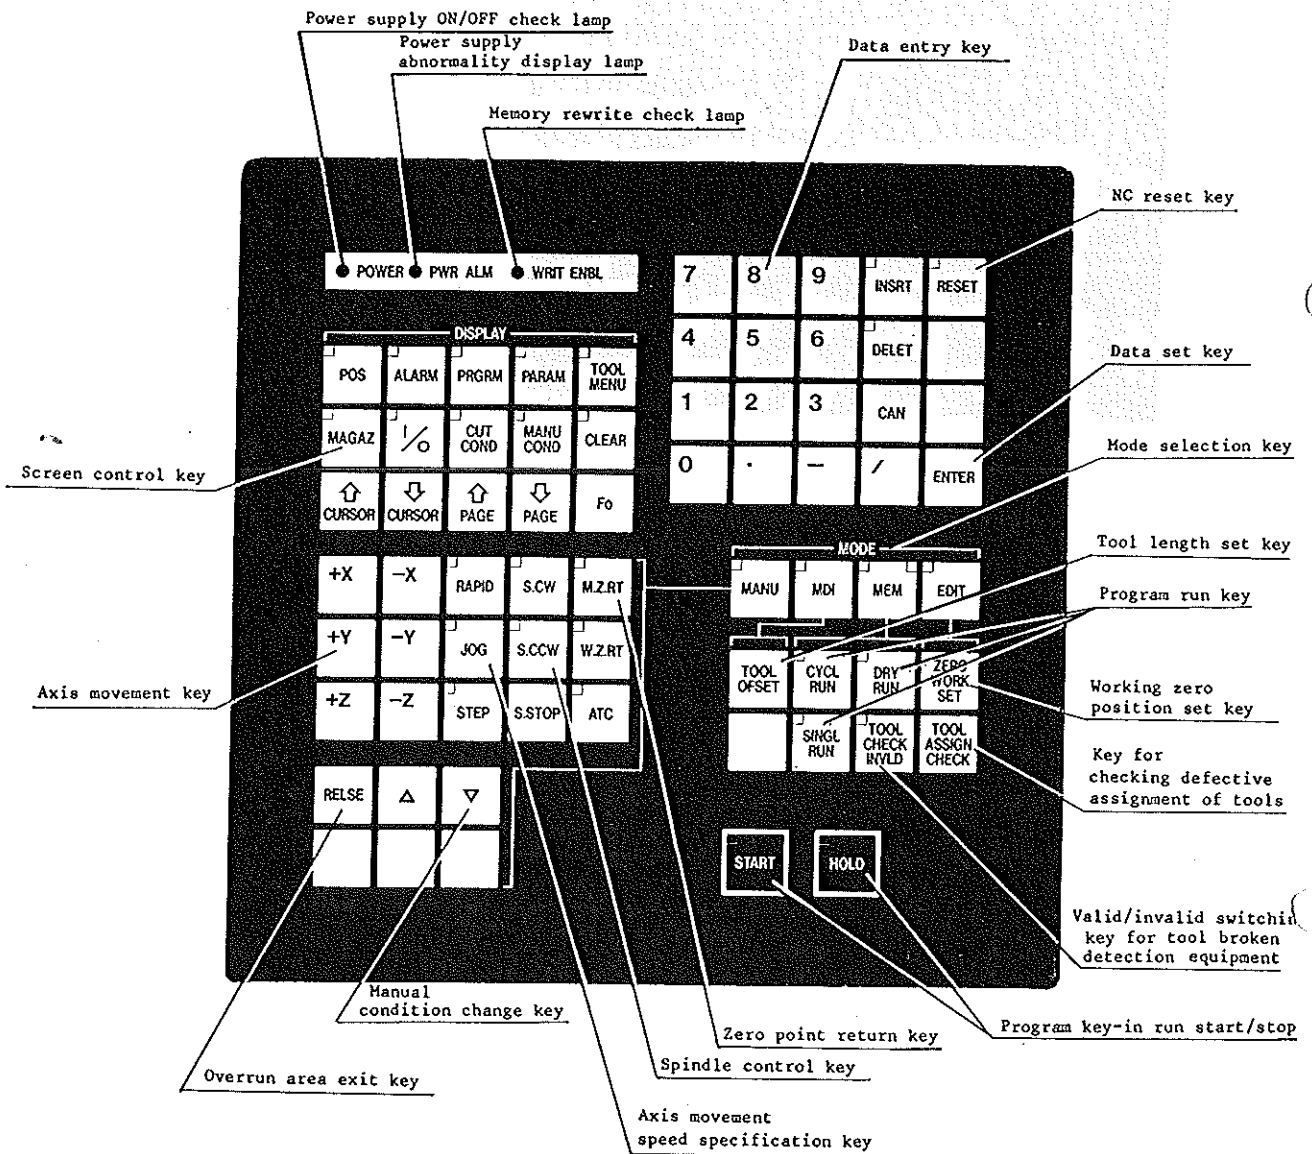 Power supply ON/OFF check lamp
Power supply
abnormality display lamp
Data entry key
Memory rewrite check lamp
NC reset key
POWER PWR ALM WRIT ENBL
7 8 9 INSRT RESET
DISPLAY
4 5 6 DELET
POS ALARM PRGRM PARAM TOOL MENU
Data set key
1 2 3 CAN
MAGAZ I/O CUT COND MANU COND CLEAR
Mode selection key
Screen control key
0 . - / ENTER
⇧ CURSOR ⇩ CURSOR ⇧ PAGE ⇩ PAGE Fo
MODE
Tool length set key
+X -X RAPID S.CW M.Z.RT
MANU MDI MEM EDIT
Program run key
+Y -Y JOG S.CCW W.Z.RT
TOOL OFSET CYCL RUN DRY RUN ZERO WORK SET
Axis movement key
Working zero
position set key
+Z -Z STEP S.STOP ATC
SINGL RUN TOOL CHECK INVLD TOOL ASSIGN CHECK
Key for
checking defective
assignment of tools
RELSE △ ▽
START HOLD
Valid/invalid switchin
key for tool broken
detection equipment
Manual
condition change key
Zero point return key
Program key-in run start/stop
Spindle control key
Overrun area exit key
Axis movement
speed specification key